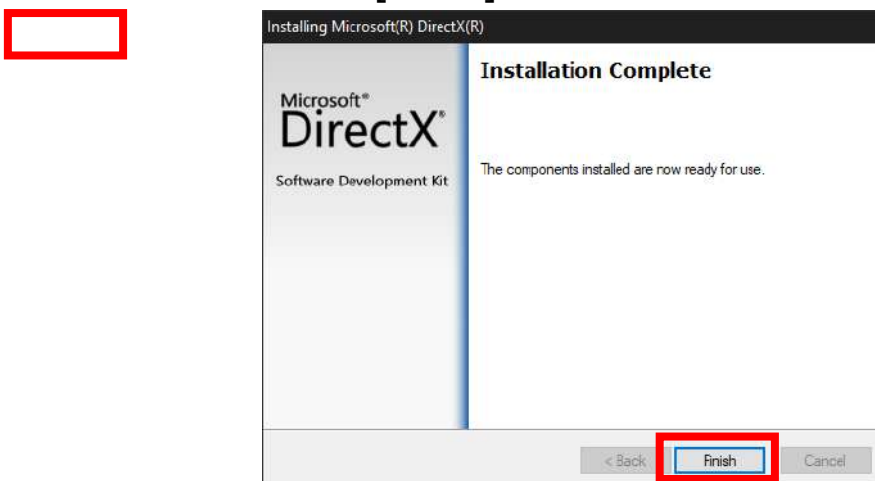 Installing Microsoft(R) DirectX(R)
Installation Complete
Microsoft®
DirectX®
Software Development Kit
The components installed are now ready for use.
< Back
Finish
Cancel